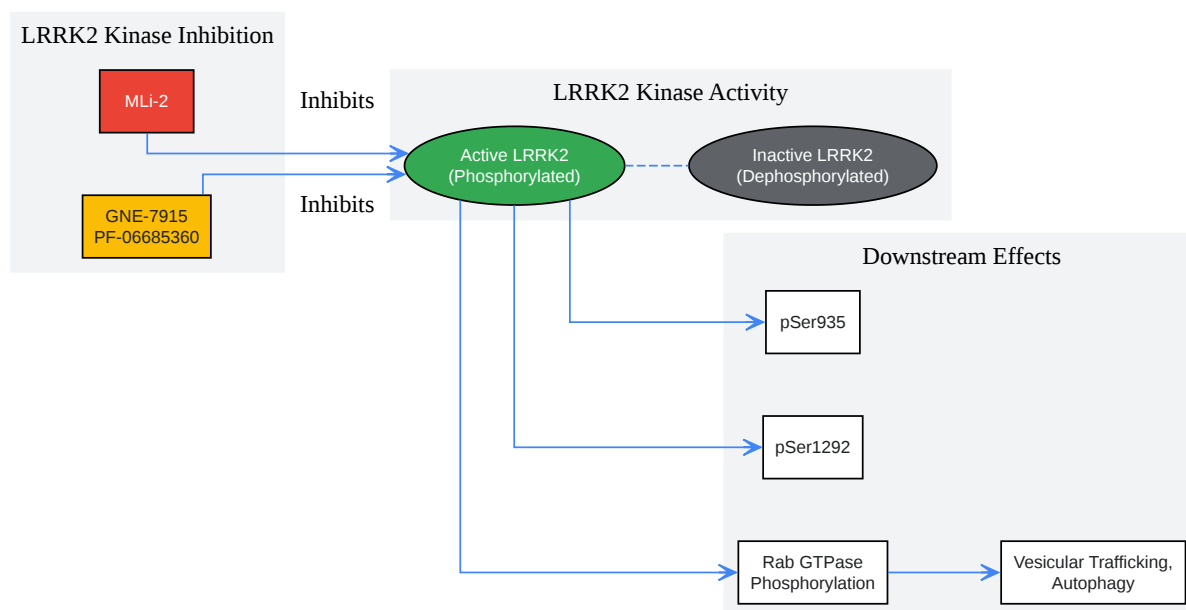 LRRK2 Kinase Inhibition
MLi-2
Inhibits
GNE-7915
PF-06685360
Inhibits
LRRK2 Kinase Activity
Active LRRK2
(Phosphorylated)
Inactive LRRK2
(Dephosphorylated)
Downstream Effects
pSer935
pSer1292
Rab GTPase
Phosphorylation
Vesicular Trafficking,
Autophagy